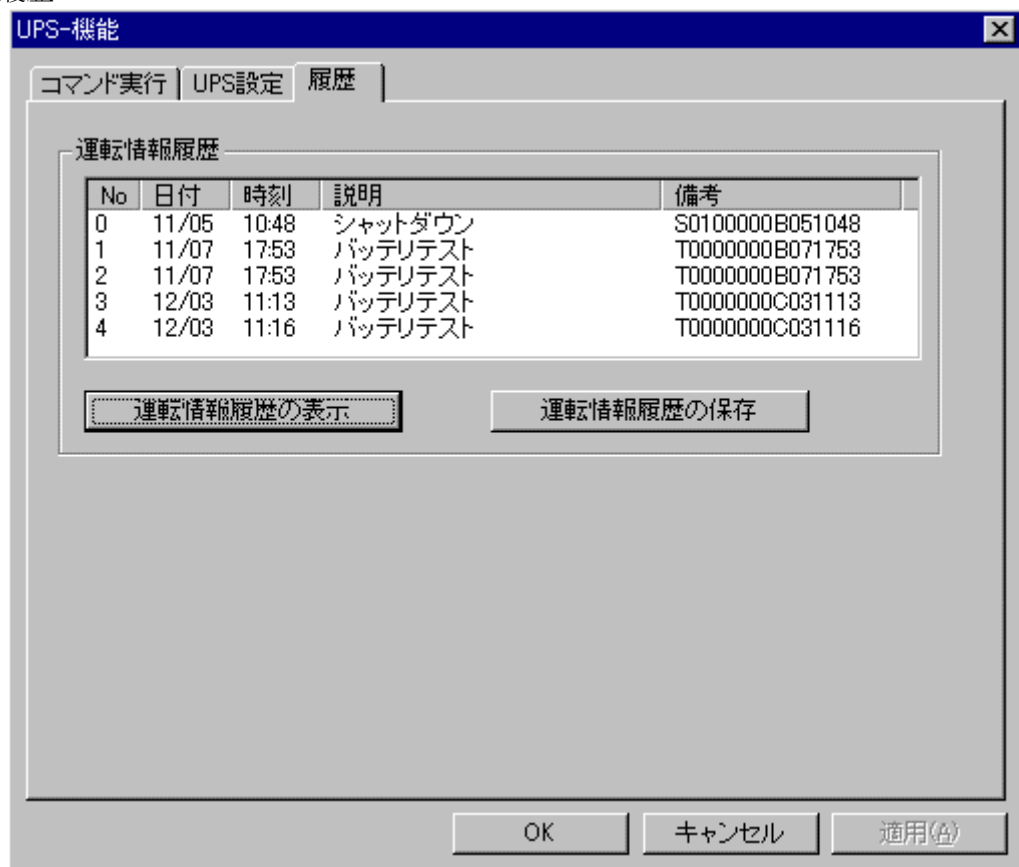 UPS-機能
コマンド実行 UPS設定 履歴
運転情報履歴
No 日付 時刻 説明 備考
0 11/05 10:48 シャットダウン S0100000B051048
1 11/07 17:53 バッテリテスト T0000000B071753
2 11/07 17:53 バッテリテスト T0000000B071753
3 12/03 11:13 バッテリテスト T0000000C031113
4 12/03 11:16 バッテリテスト T0000000C031116
運転情報履歴の表示 運転情報履歴の保存
OK キャンセル 適用(A)